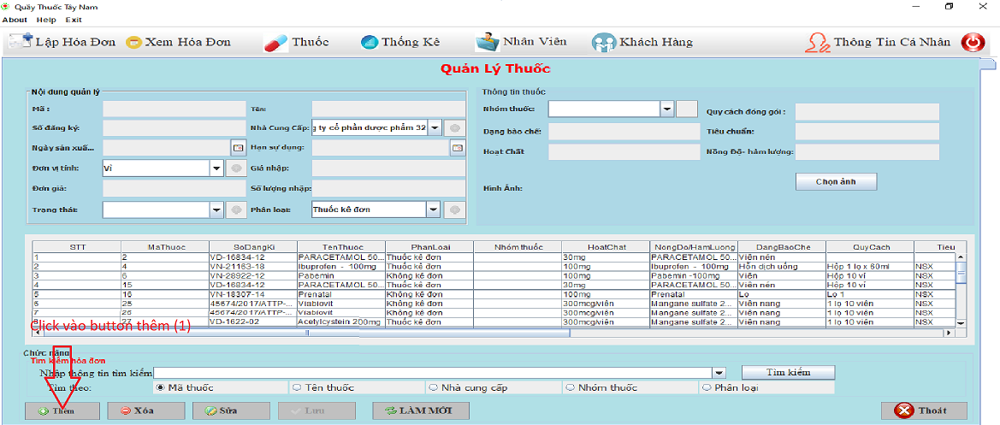 Quầy Thuốc Tây Nam
About Help Exit
Lập Hóa Đơn Xem Hóa Đơn Thuốc Thống Kê Nhân Viên Khách Hàng Thông Tin Cá Nhân
Quản Lý Thuốc
Nội dung quản lý
Mã :
Tên:
Số đăng ký:
Nhà Cung Cấp: g ty cổ phần dược phẩm 32
Ngày sản xuấ...
Hạn sự dụng:
Đơn vị tính: Vỉ
Giá nhập:
Đơn giá:
Số lượng nhập:
Trạng thái:
Phân loại: Thuốc kê đơn
Thông tin thuốc
Nhóm thuốc:
Quy cách đóng gói :
Dạng bào chế:
Tiêu chuẩn:
Hoạt Chất
Nồng Độ- hàm lượng:
Hình Ảnh:
Chọn ảnh
STT MaThuoc SoDangKi TenThuoc PhanLoai Nhóm thuốc HoatChat NongDo/HamLuong DangBaoChe QuyCach Tieu
1 2 VD-16834-12 PARACETAMOL 50... Thuốc kê đơn 30mg PARACETAMOL 50... Viên nén
2 4 VN-21163-18 Ibuprofen - 100mg Thuốc kê đơn 100mg Ibuprofen - 100mg Hỗn dịch uống Hộp 1 lọ x 60ml NSX
3 6 VN-28922-12 Pabemin Không kê đơn 100mg Pabemin -100mg Viên Hộp 10 vỉ NSX
4 15 VD-16834-12 PARACETAMOL 50... Thuốc kê đơn 30mg PARACETAMOL 50... Viên nén Hộp 10 vỉ NSX
5 16 VN-18307-14 Prenatal Không kê đơn 100mg Prenatal Lọ Lọ 1 NSX
6 25 45674/2017/ATTP-... Viabiovit Không kê đơn 300mcg/viên Mangane sulfate 2... Viên nang 1 lọ 10 viên NSX
7 26 45674/2017/ATTP-... Viabiovit Không kê đơn 300mcg/viên Mangane sulfate 2... Viên nang 1 lọ 10 viên NSX
8 27 VD-1622-02 Acetylcystein 200mg Thuốc kê đơn 300mcg/viên Mangane sulfate 2... Viên nang 1 lọ 10 viên NSX
Click vào button thêm (1)
Chức năng
Tìm kiếm hóa đơn
Nhập thông tin tìm kiếm
Tìm kiếm
Tìm theo: Mã thuốc Tên thuốc Nhà cung cấp Nhóm thuốc Phân loại
Thêm Xóa Sửa Lưu LÀM MỚI Thoát